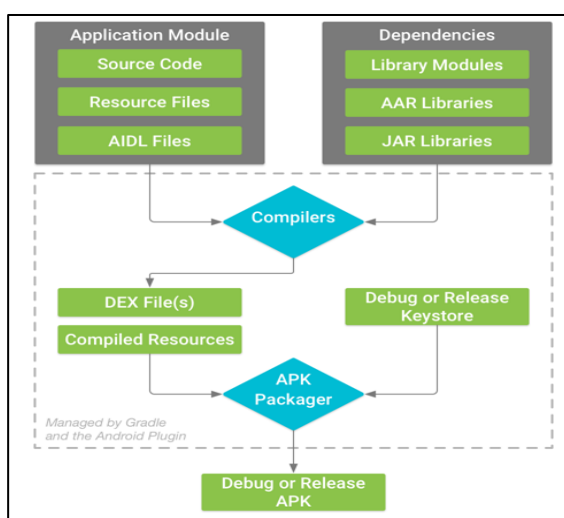 Application Module
Source Code
Resource Files
AIDL Files
Dependencies
Library Modules
AAR Libraries
JAR Libraries
Compilers
DEX File(s)
Compiled Resources
Debug or Release
Keystore
APK
Packager
Managed by Gradle
and the Android Plugin
Debug or Release
APK